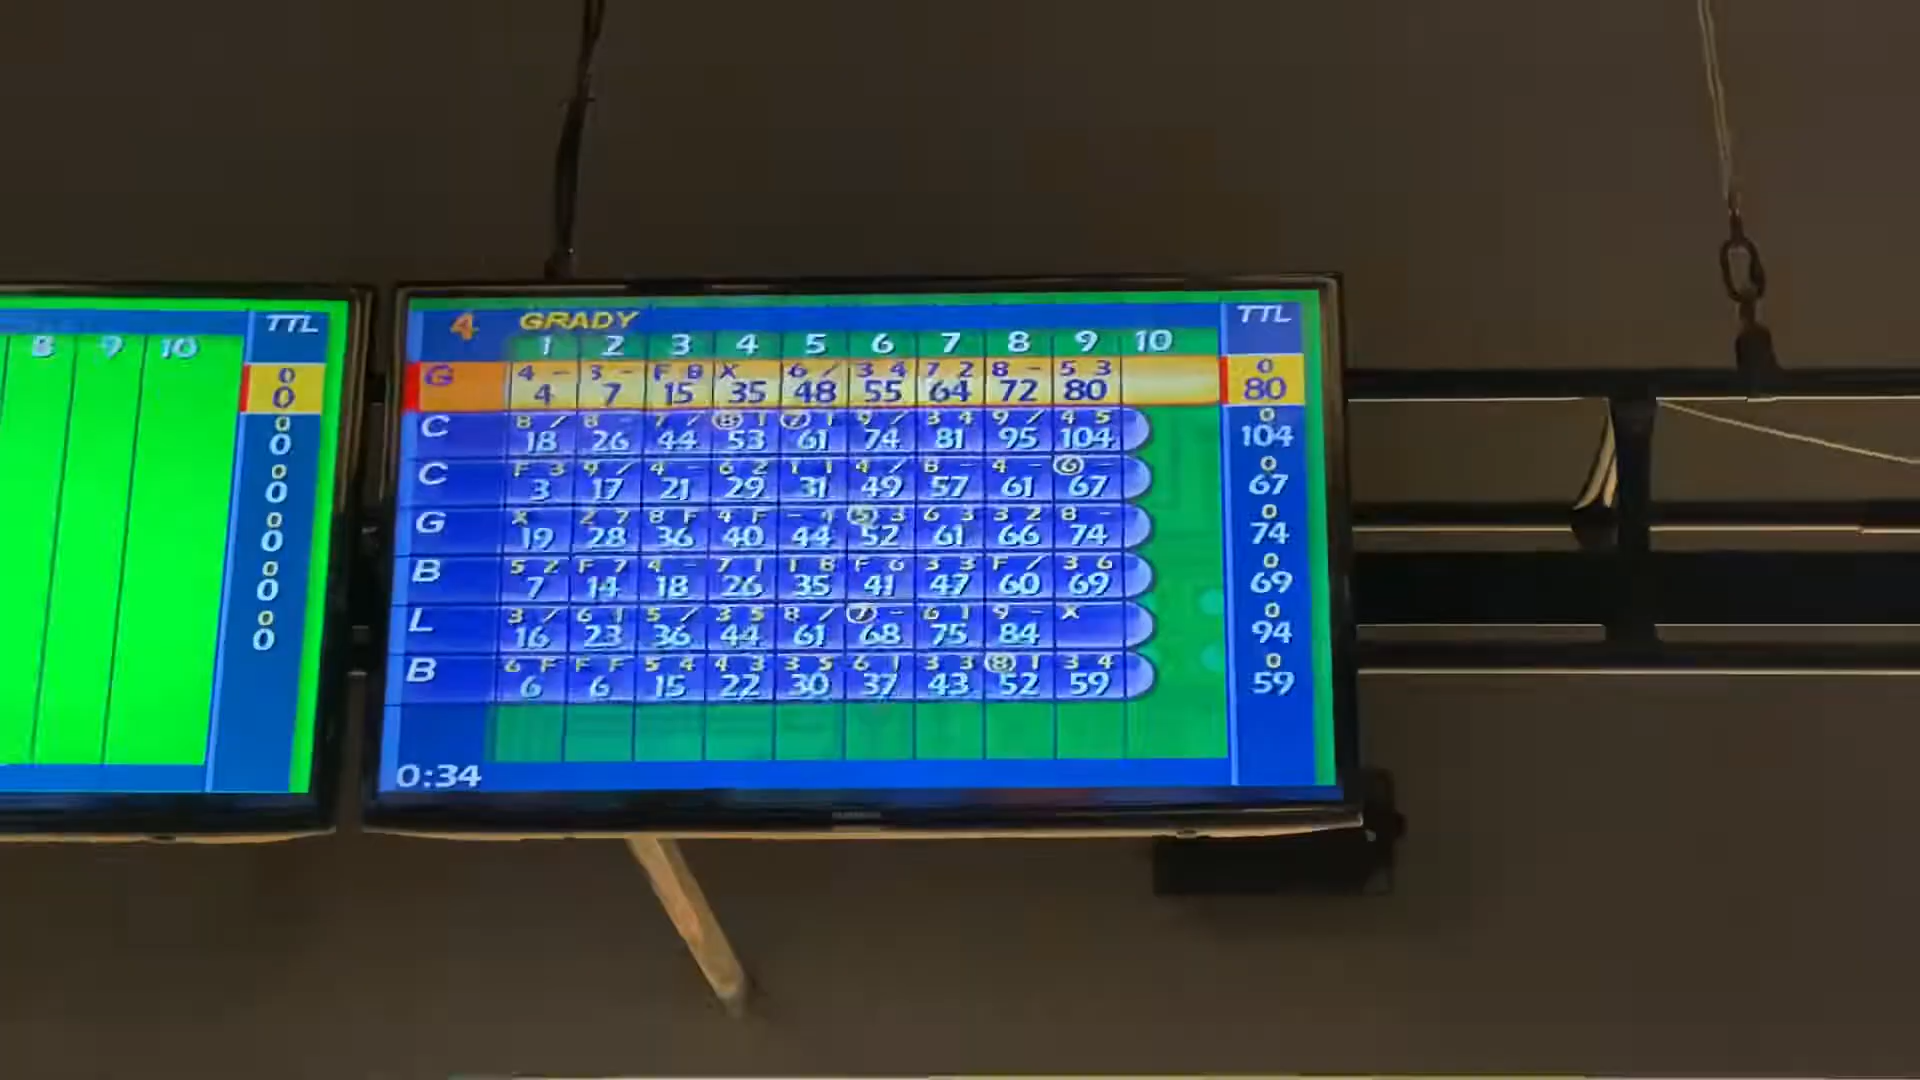 TTL
8 9 10
0
0
0
0
0
0
0
0
0
0
0
0
4 GRADY TTL
1 2 3 4 5 6 7 8 9 10
G 4 - 3 - F 8 X 6 / 3 4 7 2 8 - 5 3 0
4 7 15 35 48 55 64 72 80 80
C 8 / 8 - 7 / 8 1 7 1 9 / 3 4 9 / 4 5 0
18 26 44 53 61 74 81 95 104 104
C F 3 9 / 4 - 6 2 1 1 4 / 8 - 4 - 6 - 0
3 17 21 29 31 49 57 61 67 67
G X 2 7 8 F 4 F - 4 5 3 6 3 3 2 8 - 0
19 28 36 40 44 52 61 66 74 74
B 5 2 F 7 4 - 7 1 1 8 F 6 3 3 F / 3 6 0
7 14 18 26 35 41 47 60 69 69
L 3 / 6 1 5 / 3 5 8 / 7 - 6 1 9 - X 0
16 23 36 44 61 68 75 84 94
B 6 F F F 5 4 4 3 3 5 6 1 3 3 8 1 3 4 0
6 6 15 22 30 37 43 52 59 59
0:34